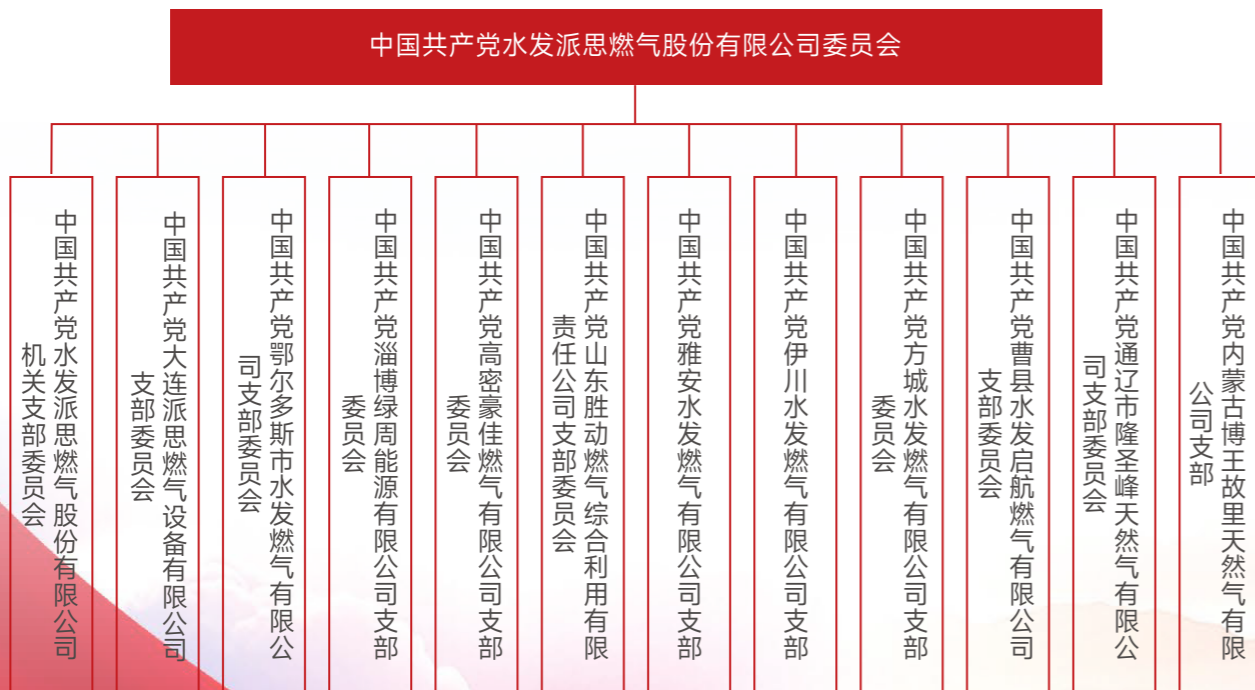 中国共产党水发派思燃气股份有限公司委员会
中国共产党水发派思燃气股份有限公司
机关支部委员会
中国共产党大连派思燃气设备有限公司
支部委员会
中国共产党鄂尔多斯市水发燃气有限公
司支部委员会
中国共产党淄博绿周能源有限公司支部
委员会
中国共产党高密豪佳燃气有限公司支部
委员会
中国共产党山东胜动燃气综合利用有限
责任公司支部委员会
中国共产党雅安水发燃气有限公司支部
中国共产党伊川水发燃气有限公司支部
中国共产党方城水发燃气有限公司支部
委员会
中国共产党曹县水发启航燃气有限公司
支部委员会
中国共产党通辽市隆圣峰天然气有限公
司支部委员会
中国共产党内蒙古博王故里天然气有限
公司支部